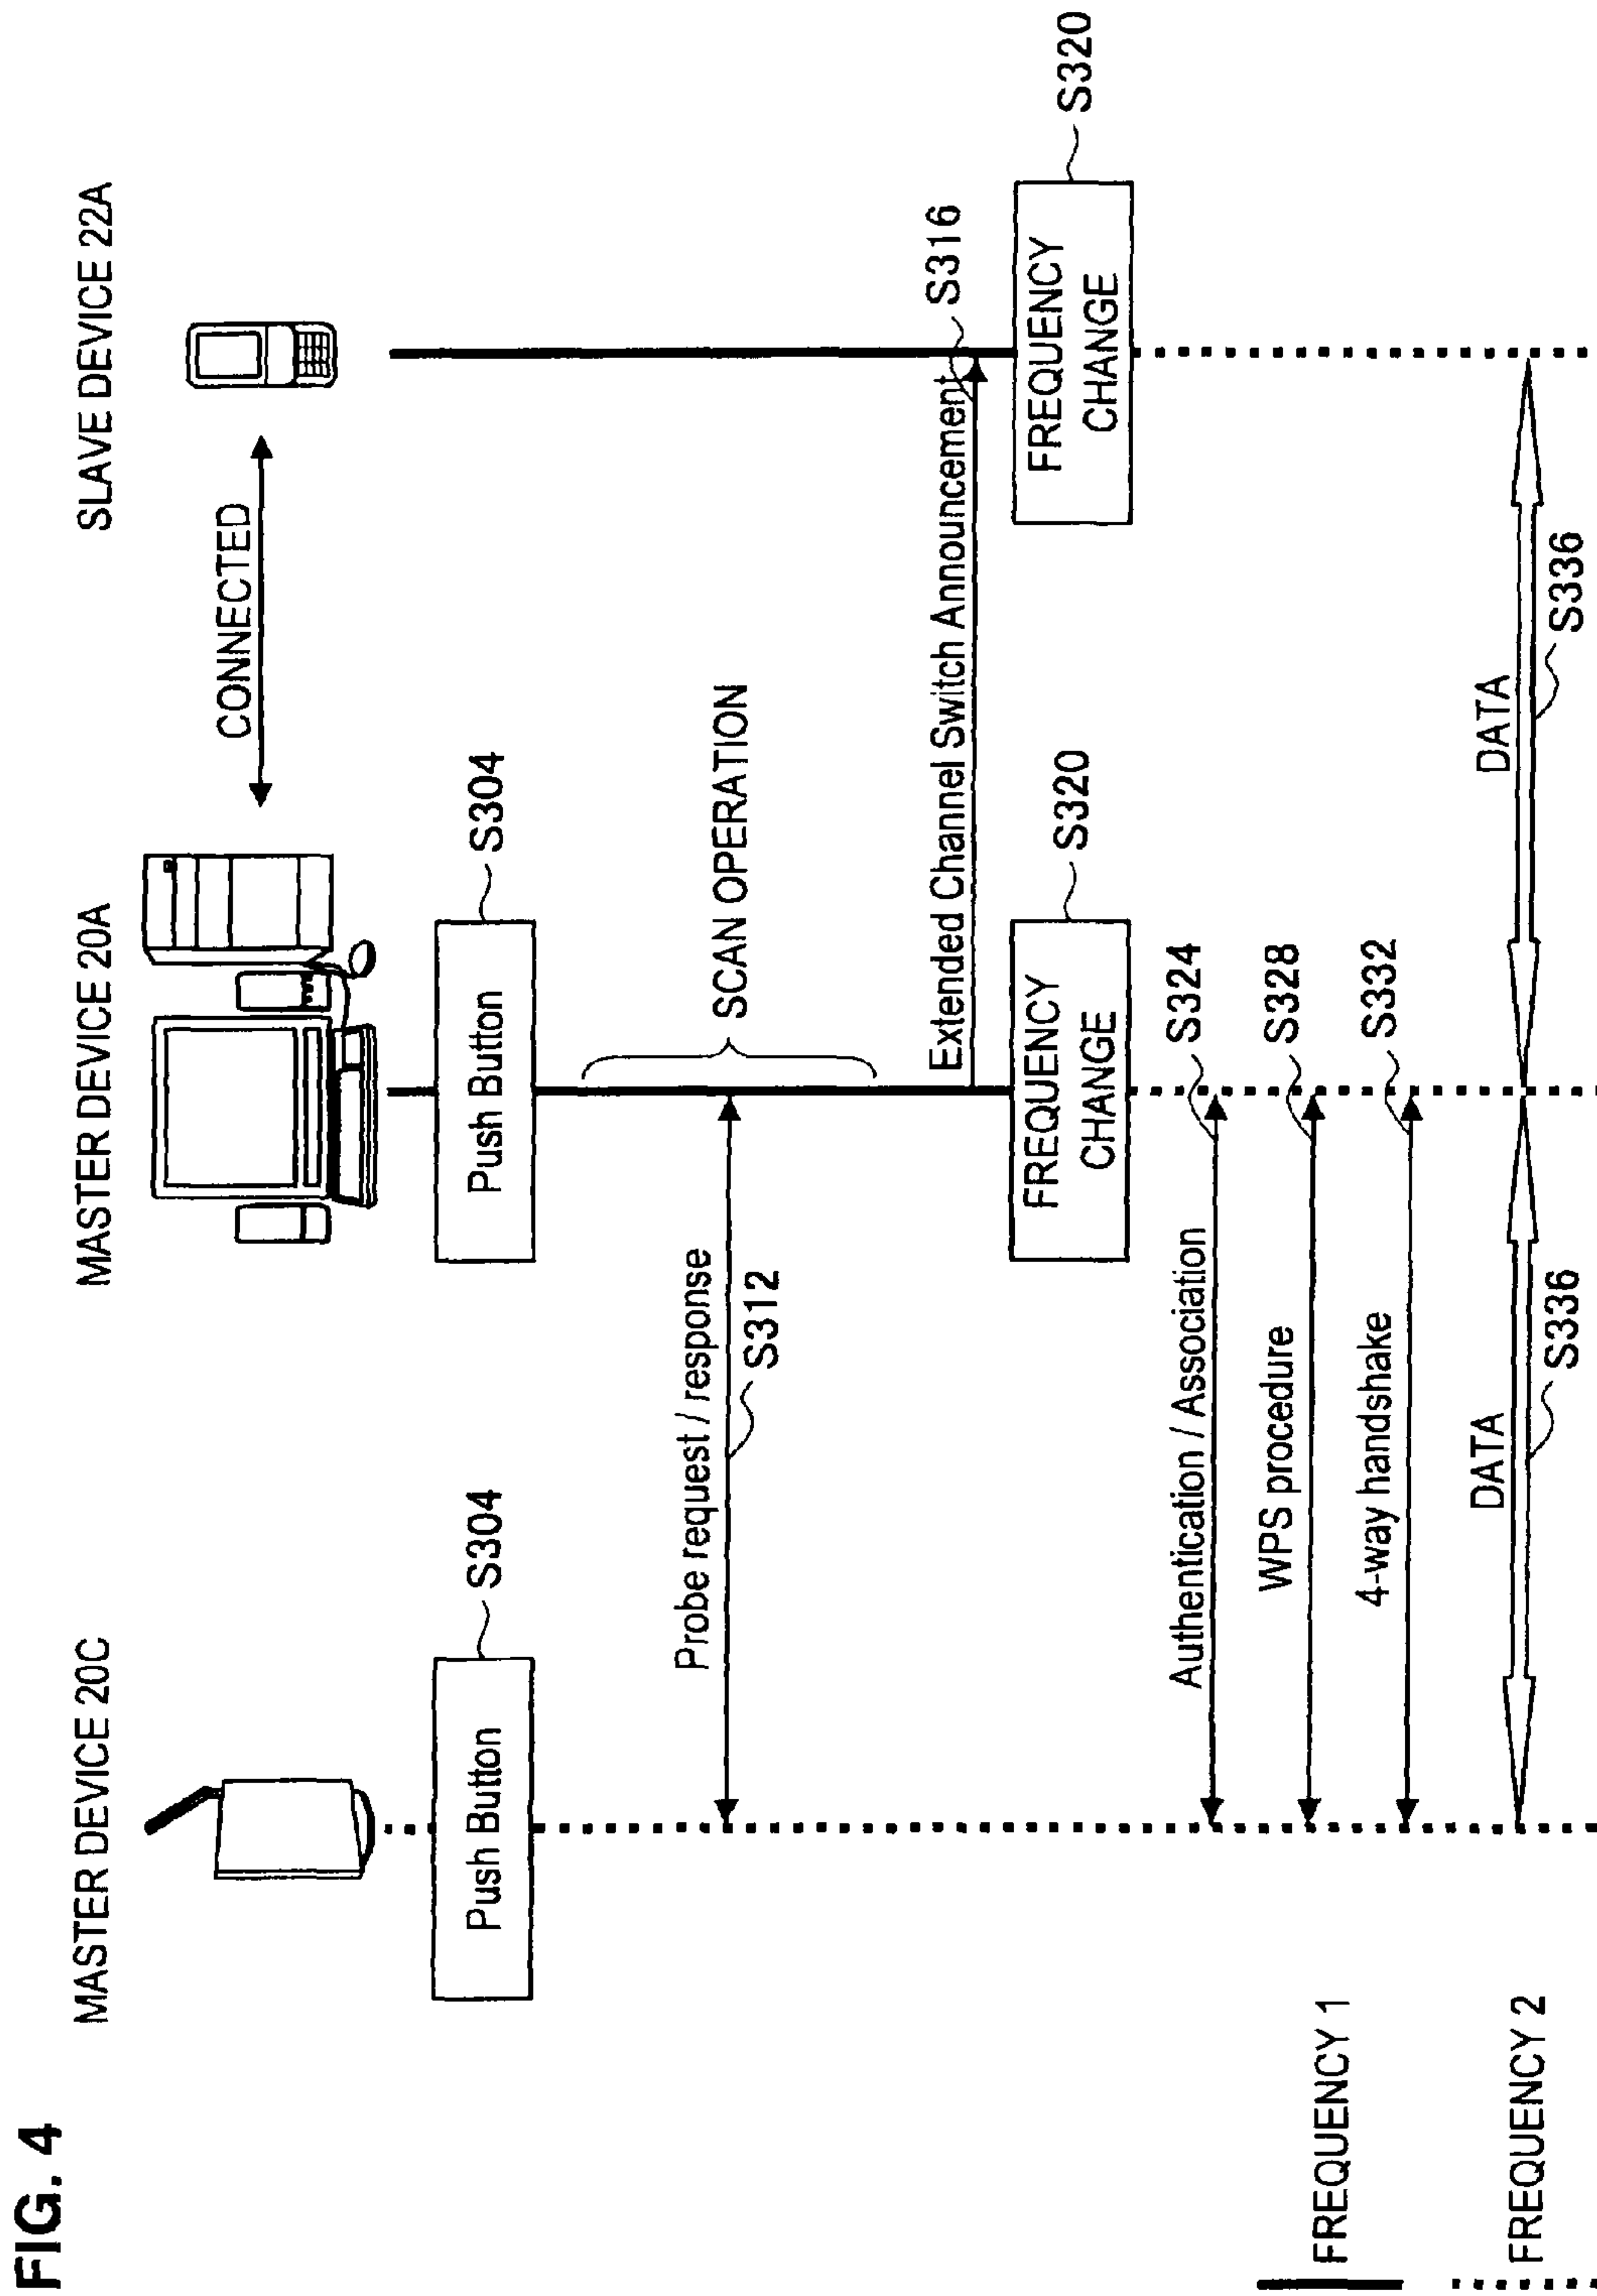 FIG. 4
MASTER DEVICE 20C
MASTER DEVICE 20A
SLAVE DEVICE 22A
CONNECTED
Push Button
S304
Push Button
S304
Probe request / response
S312
SCAN OPERATION
Extended Channel Switch Announcement
S316
FREQUENCY
CHANGE
S320
FREQUENCY
CHANGE
S320
Authentication / Association
S324
WPS procedure
S328
4-way handshake
S332
DATA
S336
DATA
S336
FREQUENCY 1
FREQUENCY 2